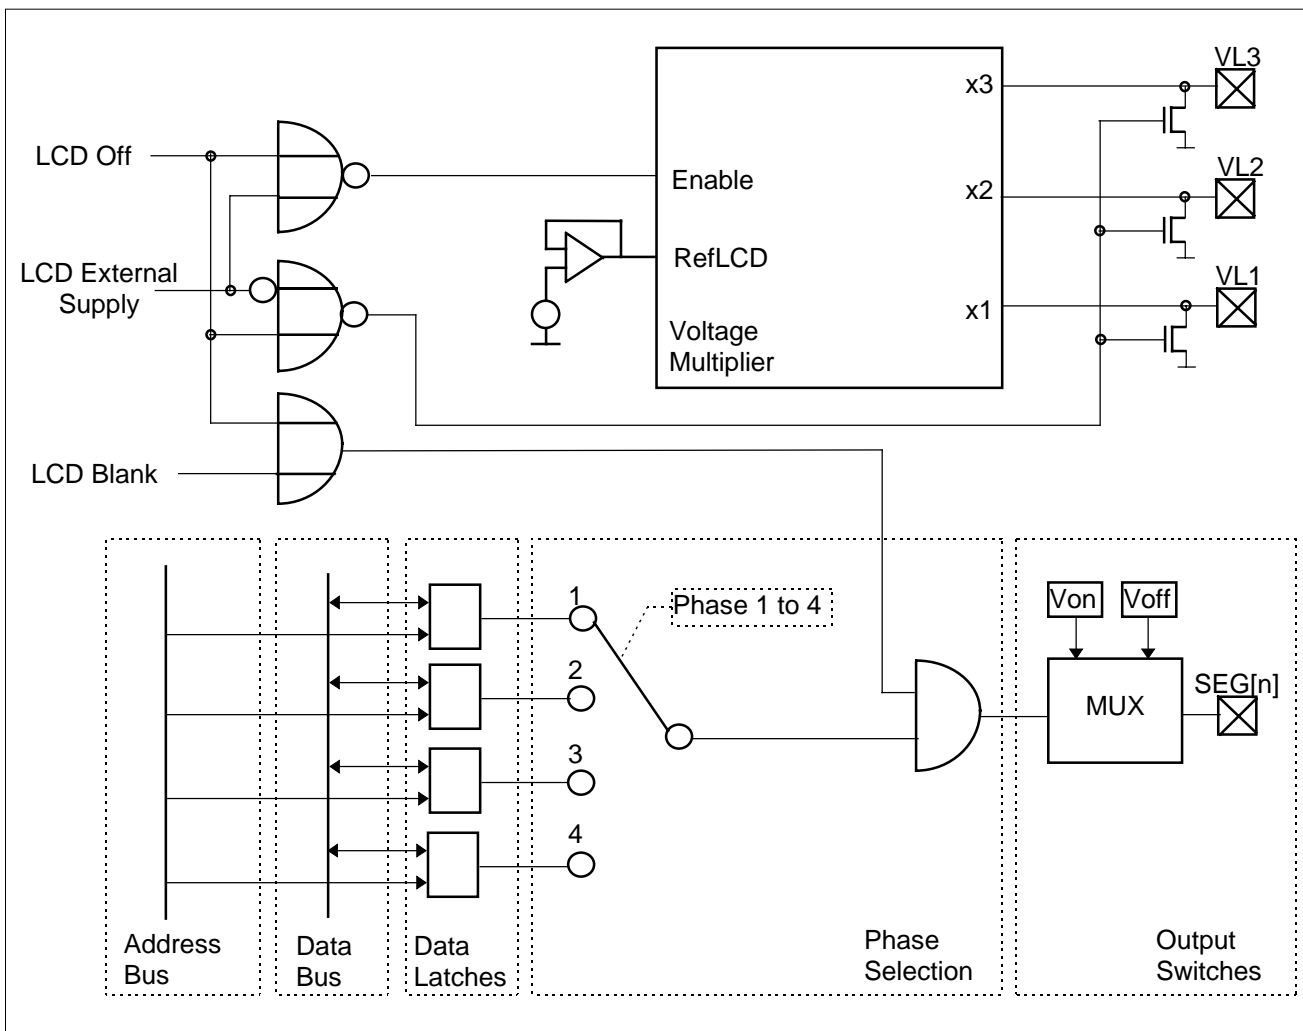 VL3
x3
LCD Off
Enable
x2
VL2
LCD External
Supply
RefLCD
x1
VL1
Voltage
Multiplier
LCD Blank
1
Phase 1 to 4
Von
Voff
2
MUX
SEG[n]
3
4
Address
Bus
Data
Bus
Data
Latches
Phase
Selection
Output
Switches